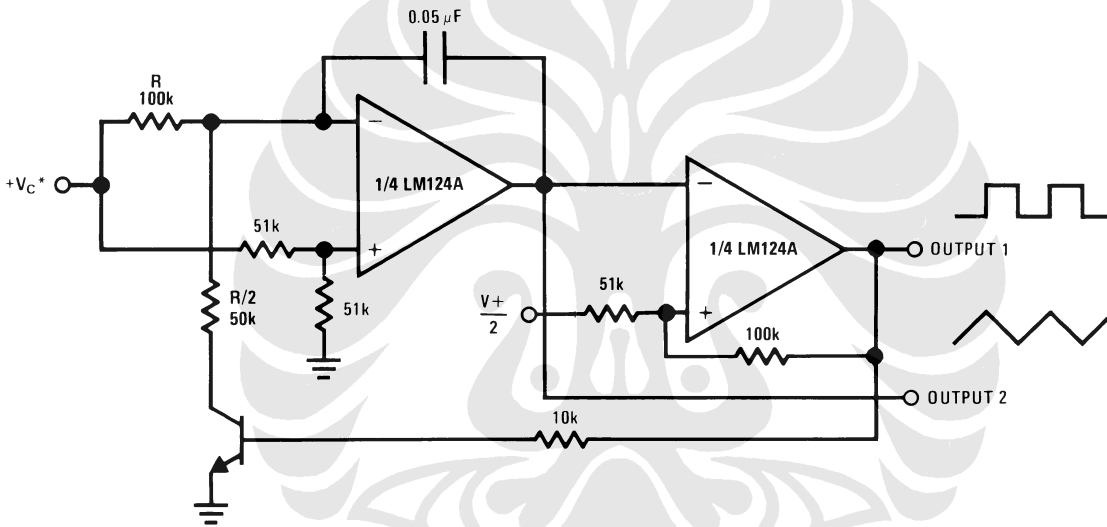 0.05 μF
R
100k
+VC*
−
1/4 LM124A
+
51k
51k
R/2
50k
−
1/4 LM124A
+
V+
2
51k
100k
OUTPUT 1
OUTPUT 2
10k